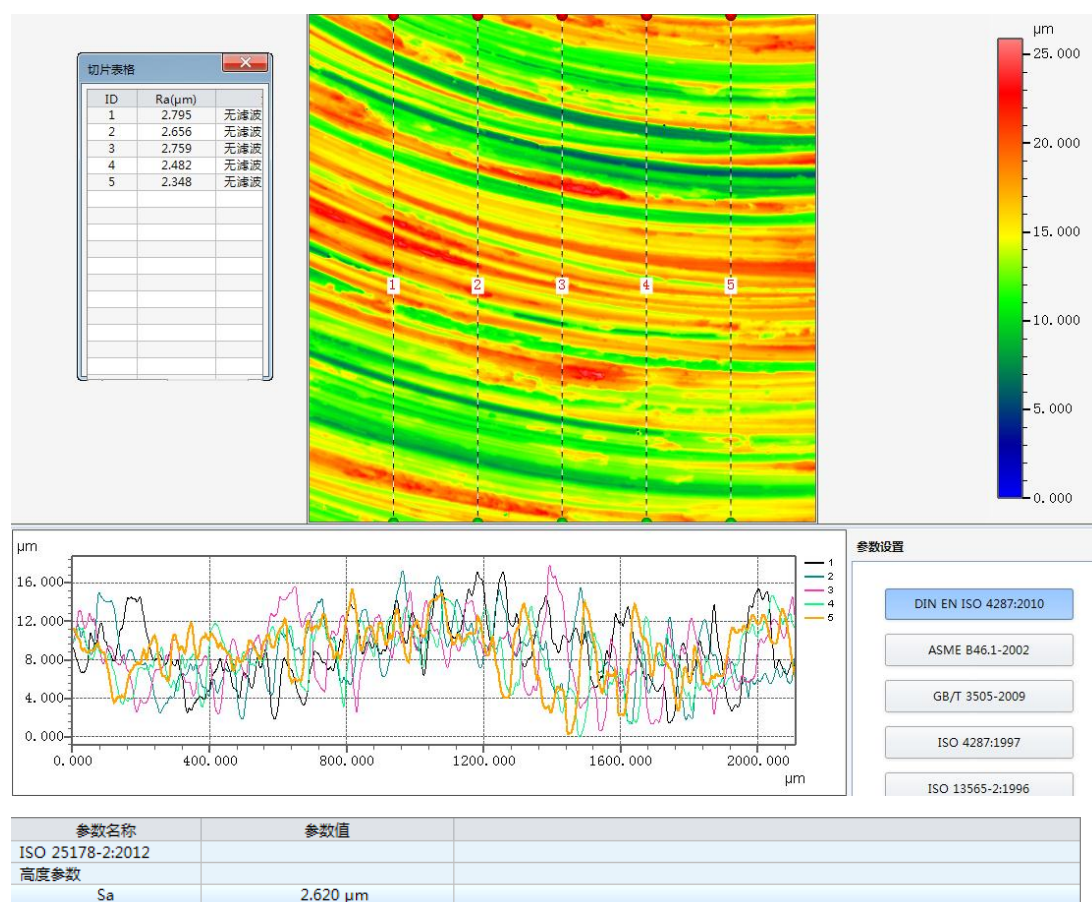 切片表格
ID Ra(μm)
1 2.795 无滤波
2 2.656 无滤波
3 2.759 无滤波
4 2.482 无滤波
5 2.348 无滤波
1 2 3 4 5
μm
25.000
20.000
15.000
10.000
5.000
0.000
μm
16.000
12.000
8.000
4.000
0.000
0.000 400.000 800.000 1200.000 1600.000 2000.000
μm
1
2
3
4
5
参数设置
DIN EN ISO 4287:2010
ASME B46.1-2002
GB/T 3505-2009
ISO 4287:1997
ISO 13565-2:1996
参数名称 参数值
ISO 25178-2:2012
高度参数
Sa 2.620 μm